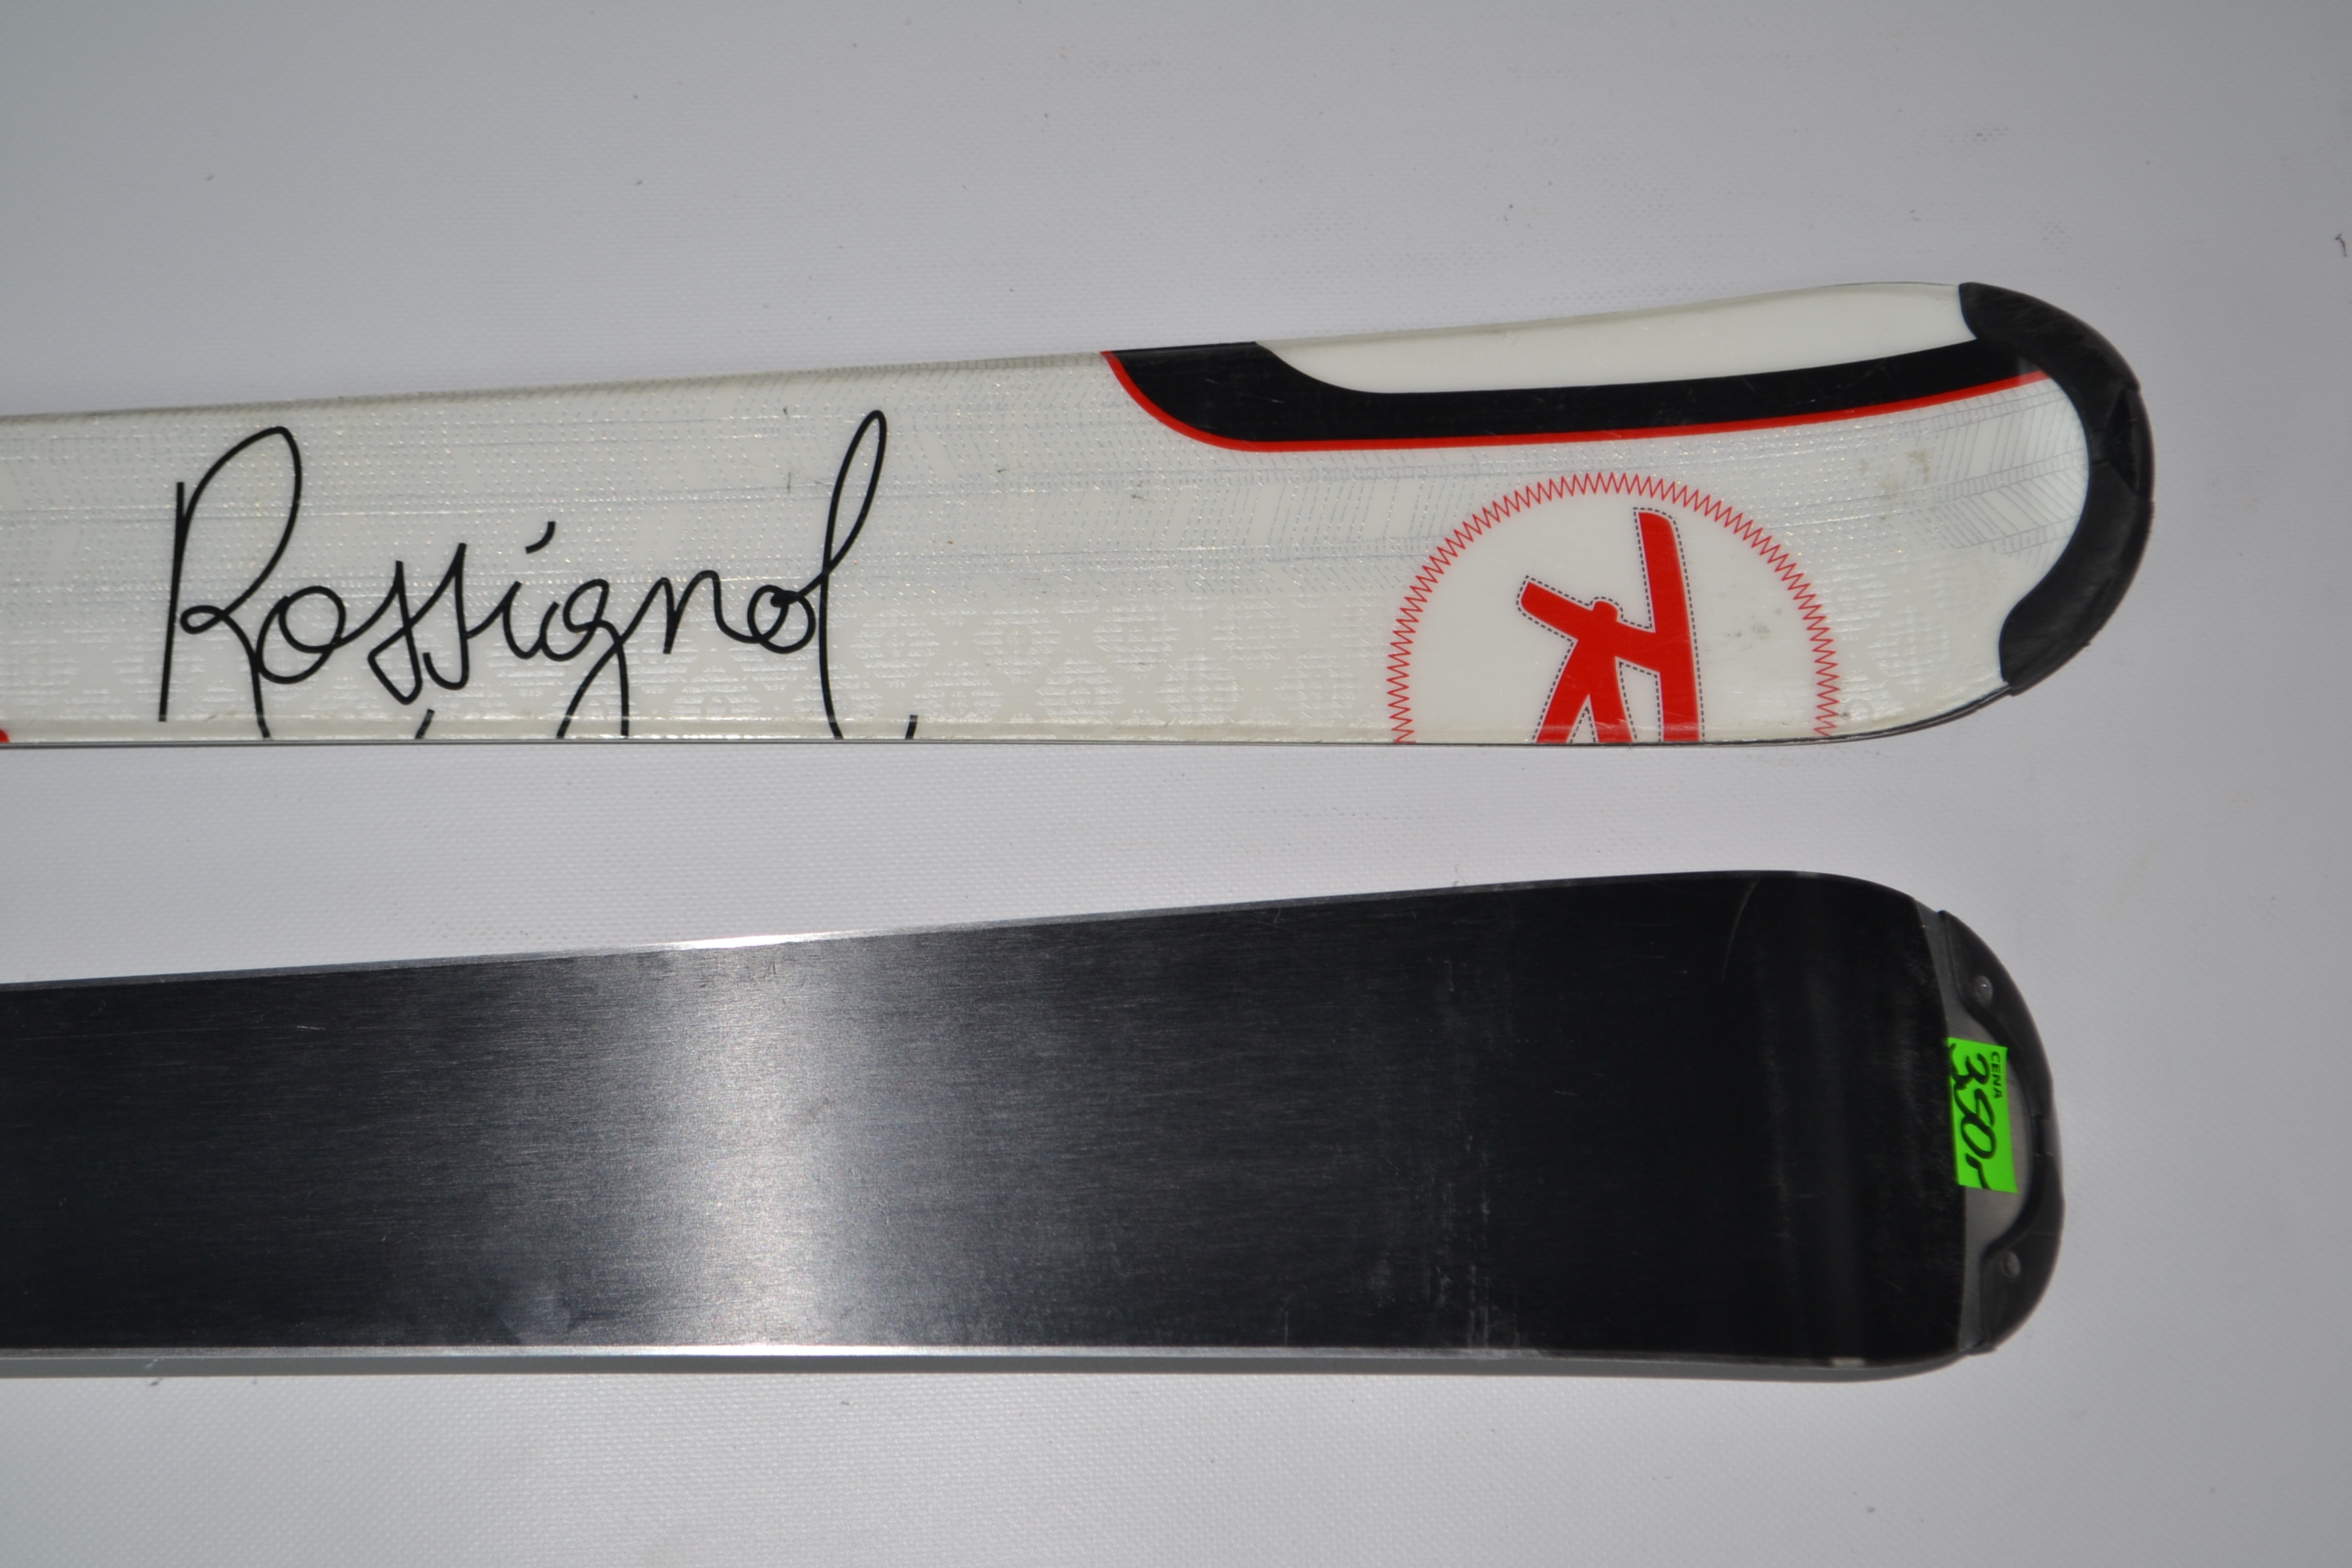 Rossignol
CENA
350,-